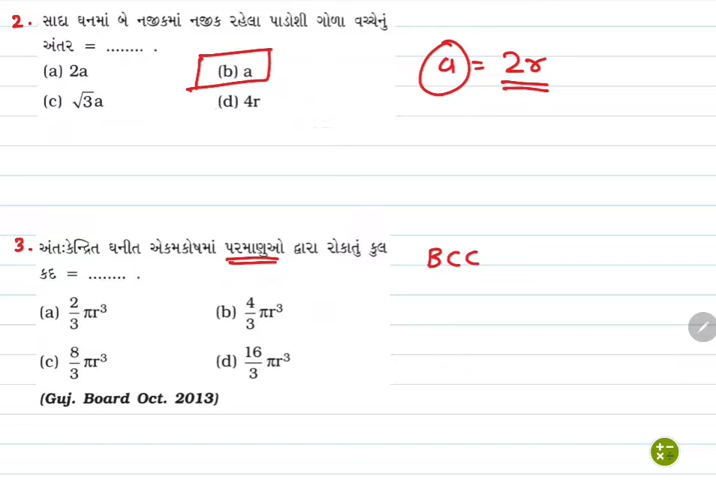 2. સાદા ઘનમાં બે નજીકમાં નજીક રહેલા પાડોશી ગોળા વચ્ચેનું
અંતર = ........ .
(a) 2a (b) a
(c) √3a (d) 4r
a = 2r
3. અંતઃકેન્દ્રિત ઘનીય એકમકોષમાં પરમાણુઓ દ્વારા રોકાતું કુલ
કદ = ........ .
(a) 2/3 πr³ (b) 4/3 πr³
(c) 8/3 πr³ (d) 16/3 πr³
(Guj. Board Oct. 2013)
BCC